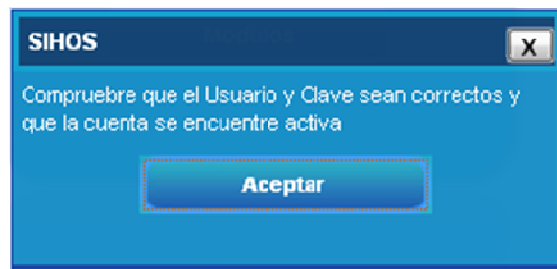 SIHOS
X
Compruebre que el Usuario y Clave sean correctos y
que la cuenta se encuentre activa
Aceptar